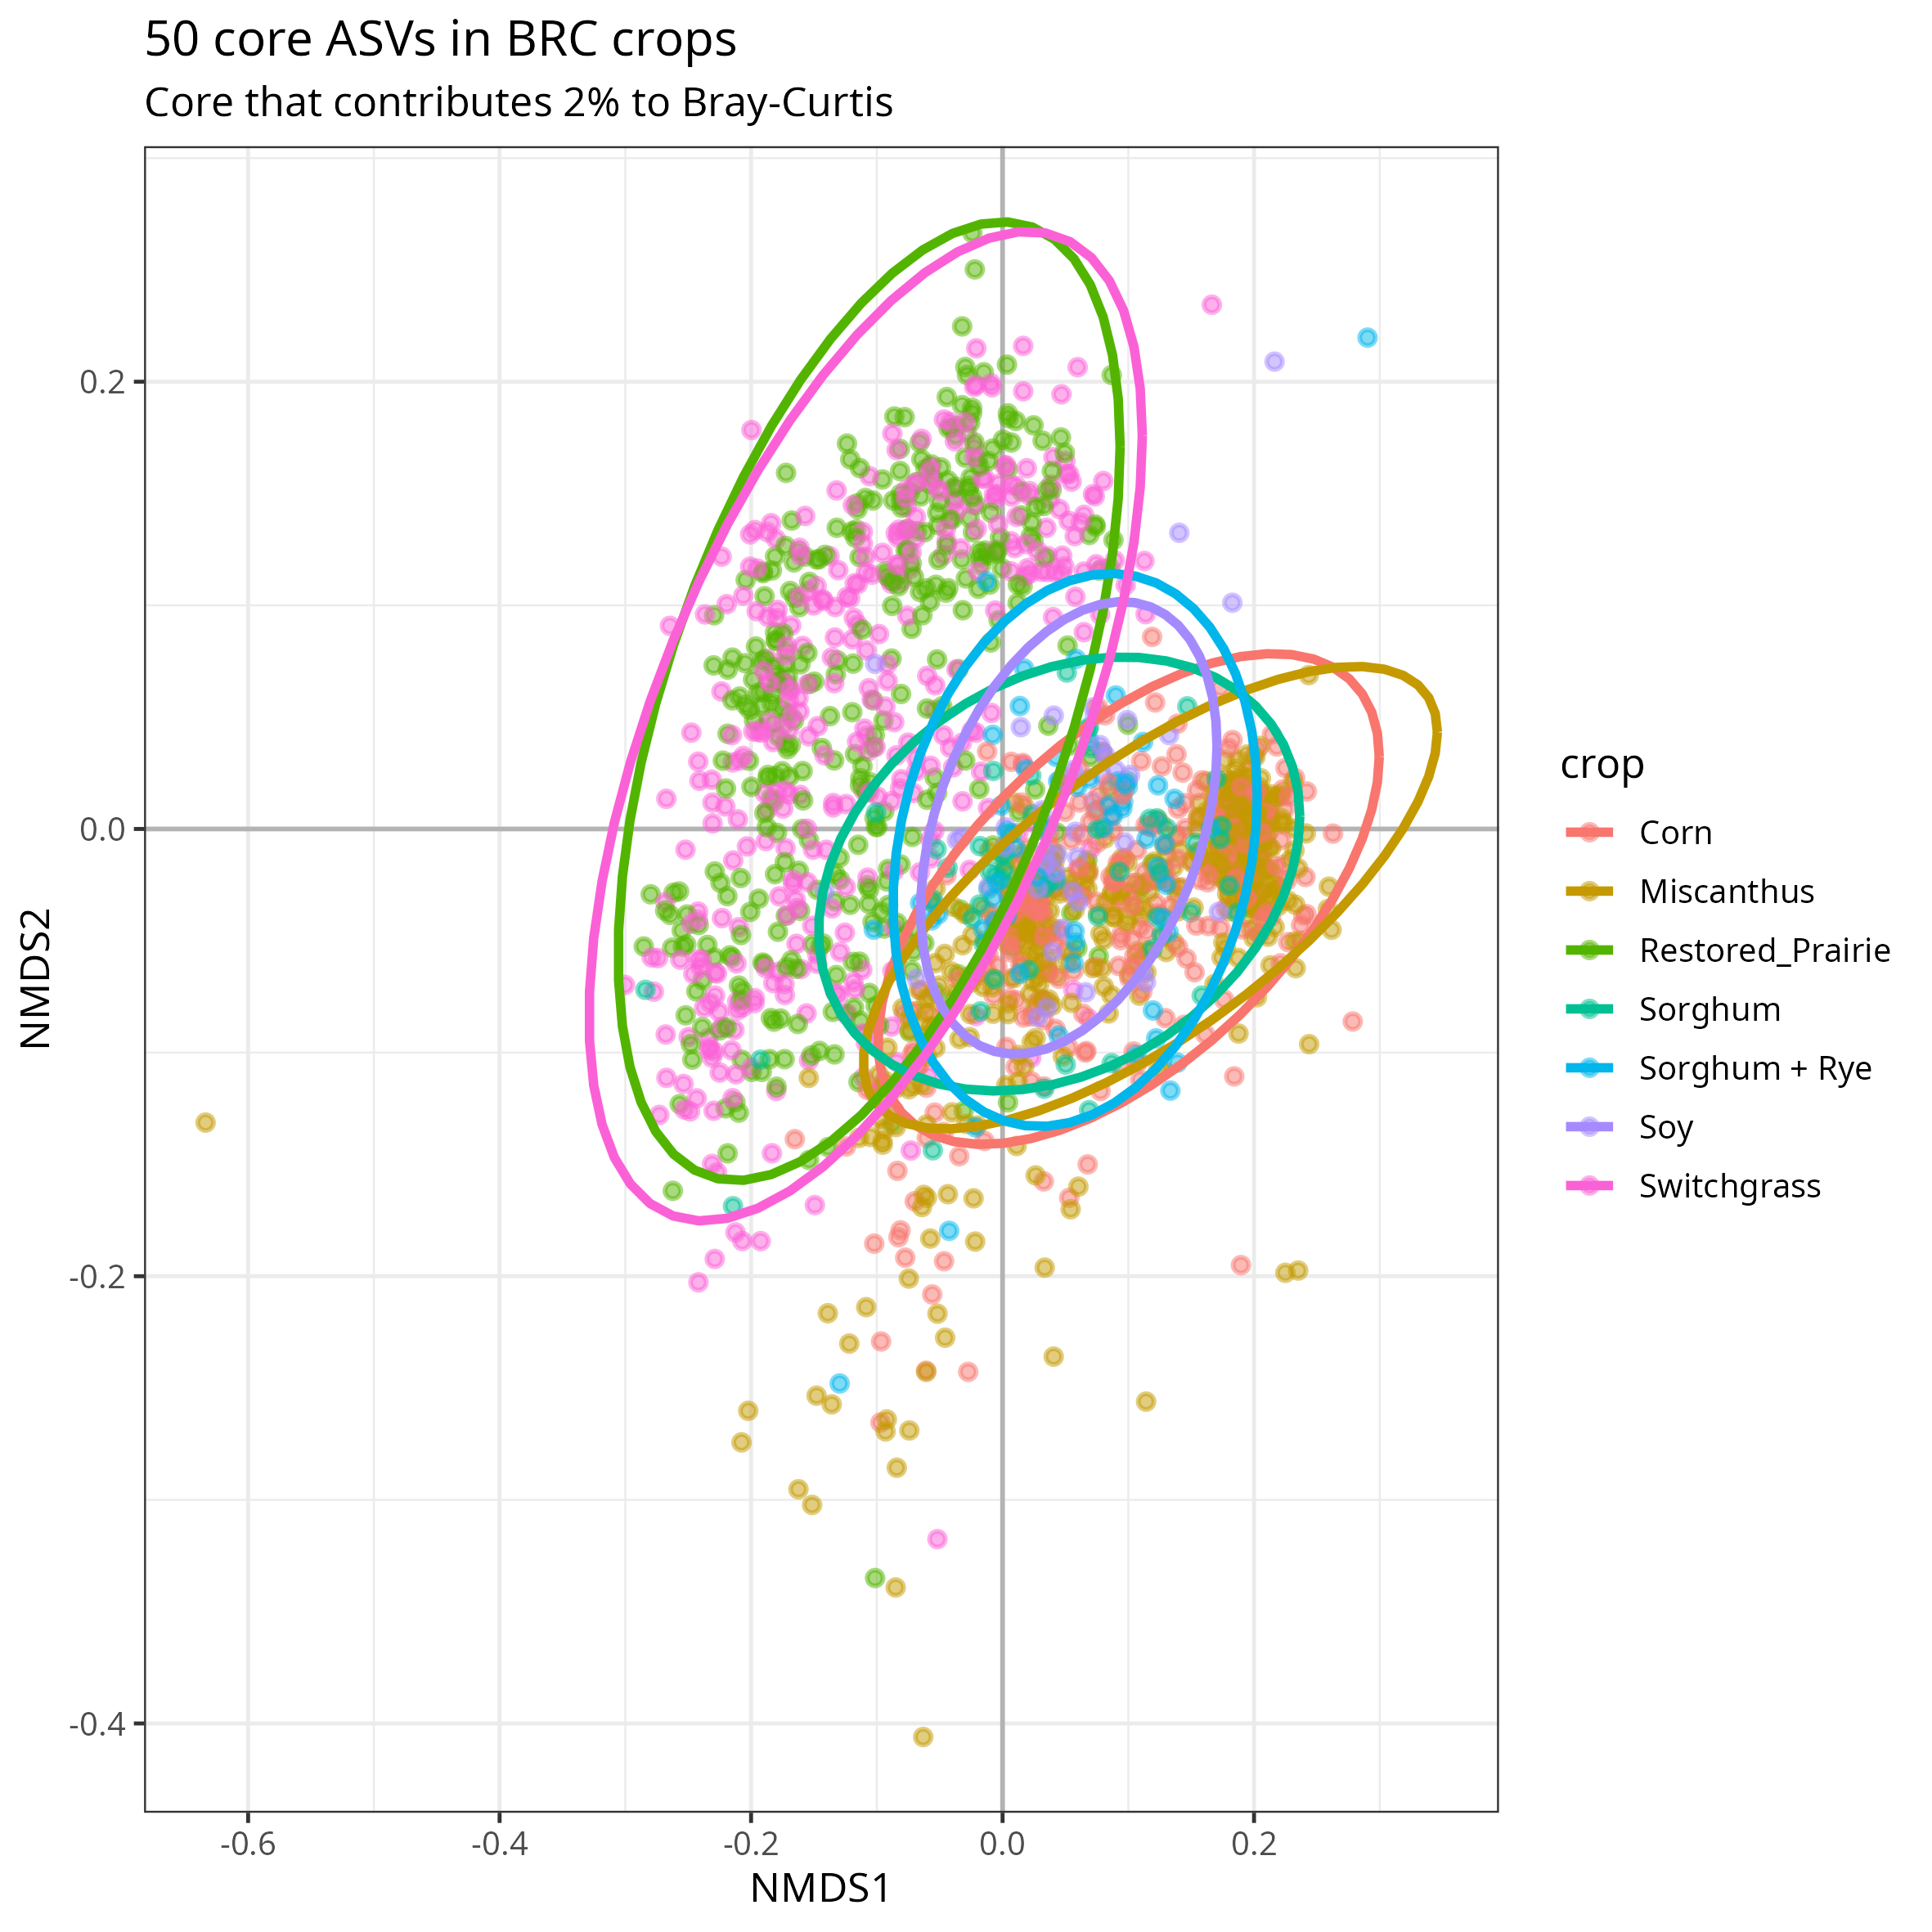 50 core ASVs in BRC crops
Core that contributes 2% to Bray-Curtis
NMDS2
0.2
0.0
-0.2
-0.4
-0.6
-0.4
-0.2
0.0
0.2
NMDS1
crop
Corn
Miscanthus
Restored_Prairie
Sorghum
Sorghum + Rye
Soy
Switchgrass